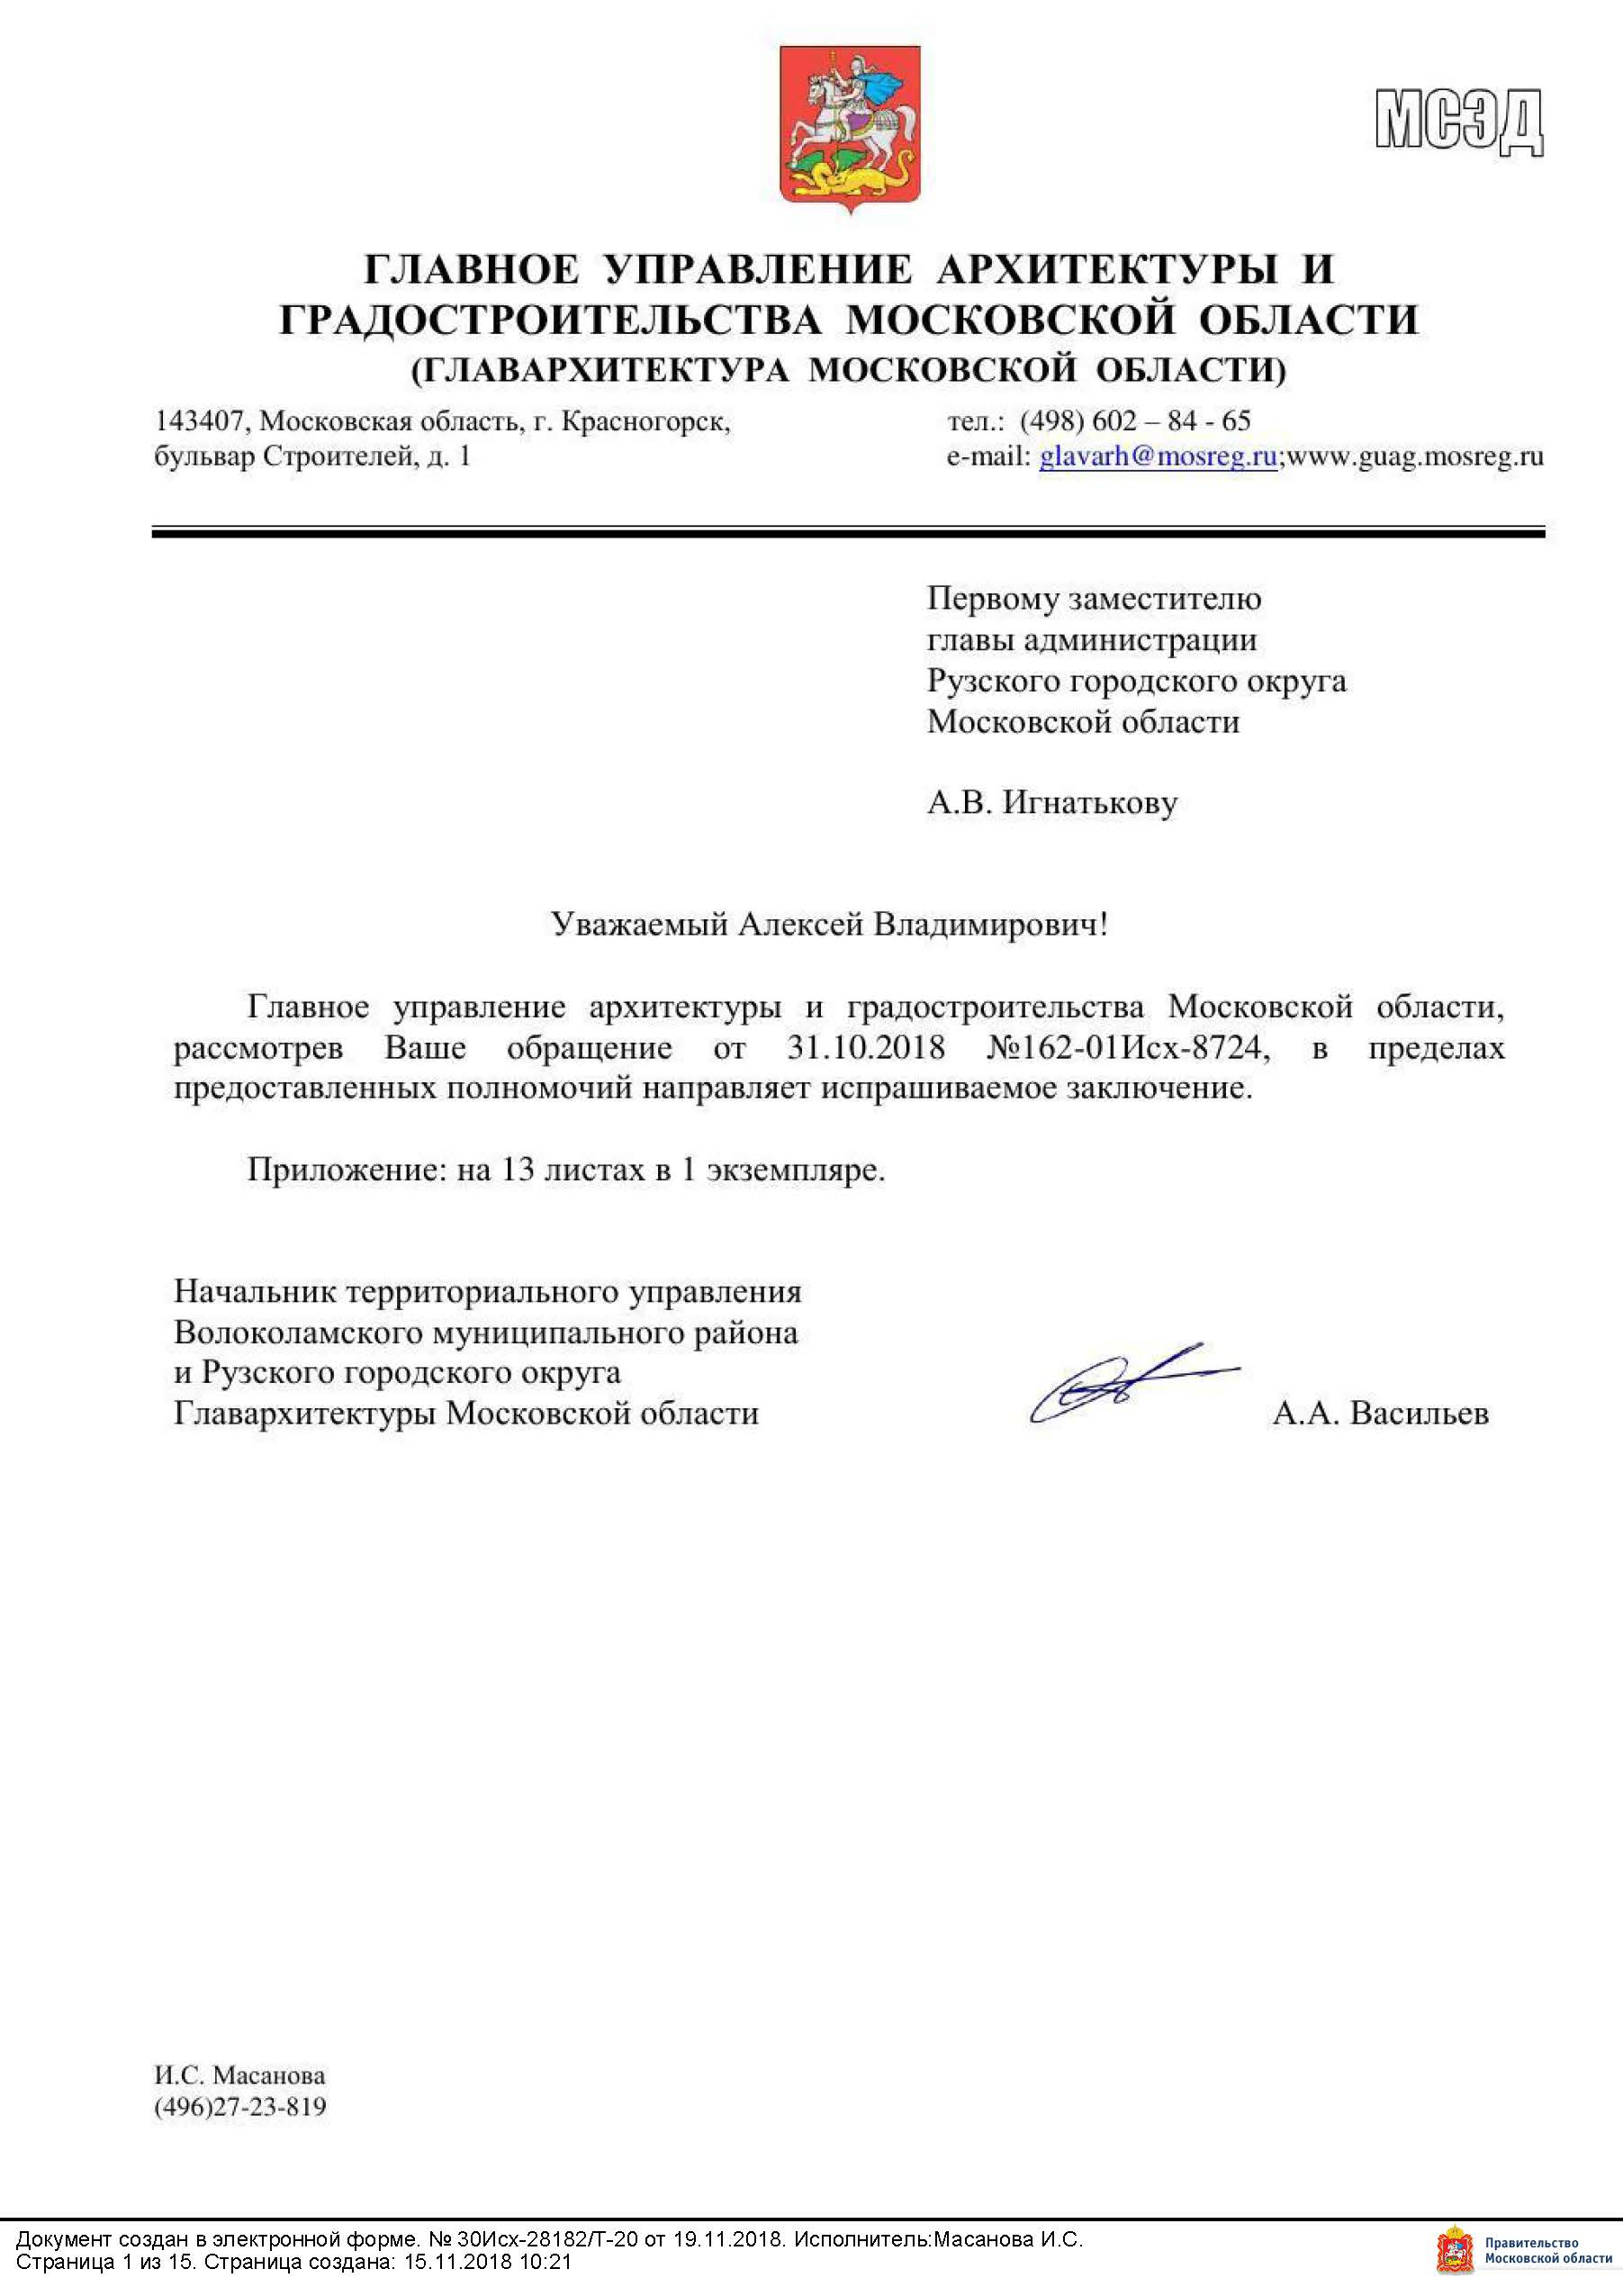 МСЭД
ГЛАВНОЕ УПРАВЛЕНИЕ АРХИТЕКТУРЫ И
ГРАДОСТРОИТЕЛЬСТВА МОСКОВСКОЙ ОБЛАСТИ
(ГЛАВАРХИТЕКТУРА МОСКОВСКОЙ ОБЛАСТИ)
143407, Московская область, г. Красногорск,
бульвар Строителей, д. 1
тел.: (498) 602 – 84 - 65
e-mail: glavarh@mosreg.ru;www.guag.mosreg.ru
Первому заместителю
главы администрации
Рузского городского округа
Московской области
А.В. Игнатькову
Уважаемый Алексей Владимирович!
Главное управление архитектуры и градостроительства Московской области,
рассмотрев Ваше обращение от 31.10.2018 №162-01Исх-8724, в пределах
предоставленных полномочий направляет испрашиваемое заключение.
Приложение: на 13 листах в 1 экземпляре.
Начальник территориального управления
Волоколамского муниципального района
и Рузского городского округа
Главархитектуры Московской области
А.А. Васильев
И.С. Масанова
(496)27-23-819
Документ создан в электронной форме. № 30Исх-28182/Т-20 от 19.11.2018. Исполнитель:Масанова И.С.
Страница 1 из 15. Страница создана: 15.11.2018 10:21
Правительство
Московской области